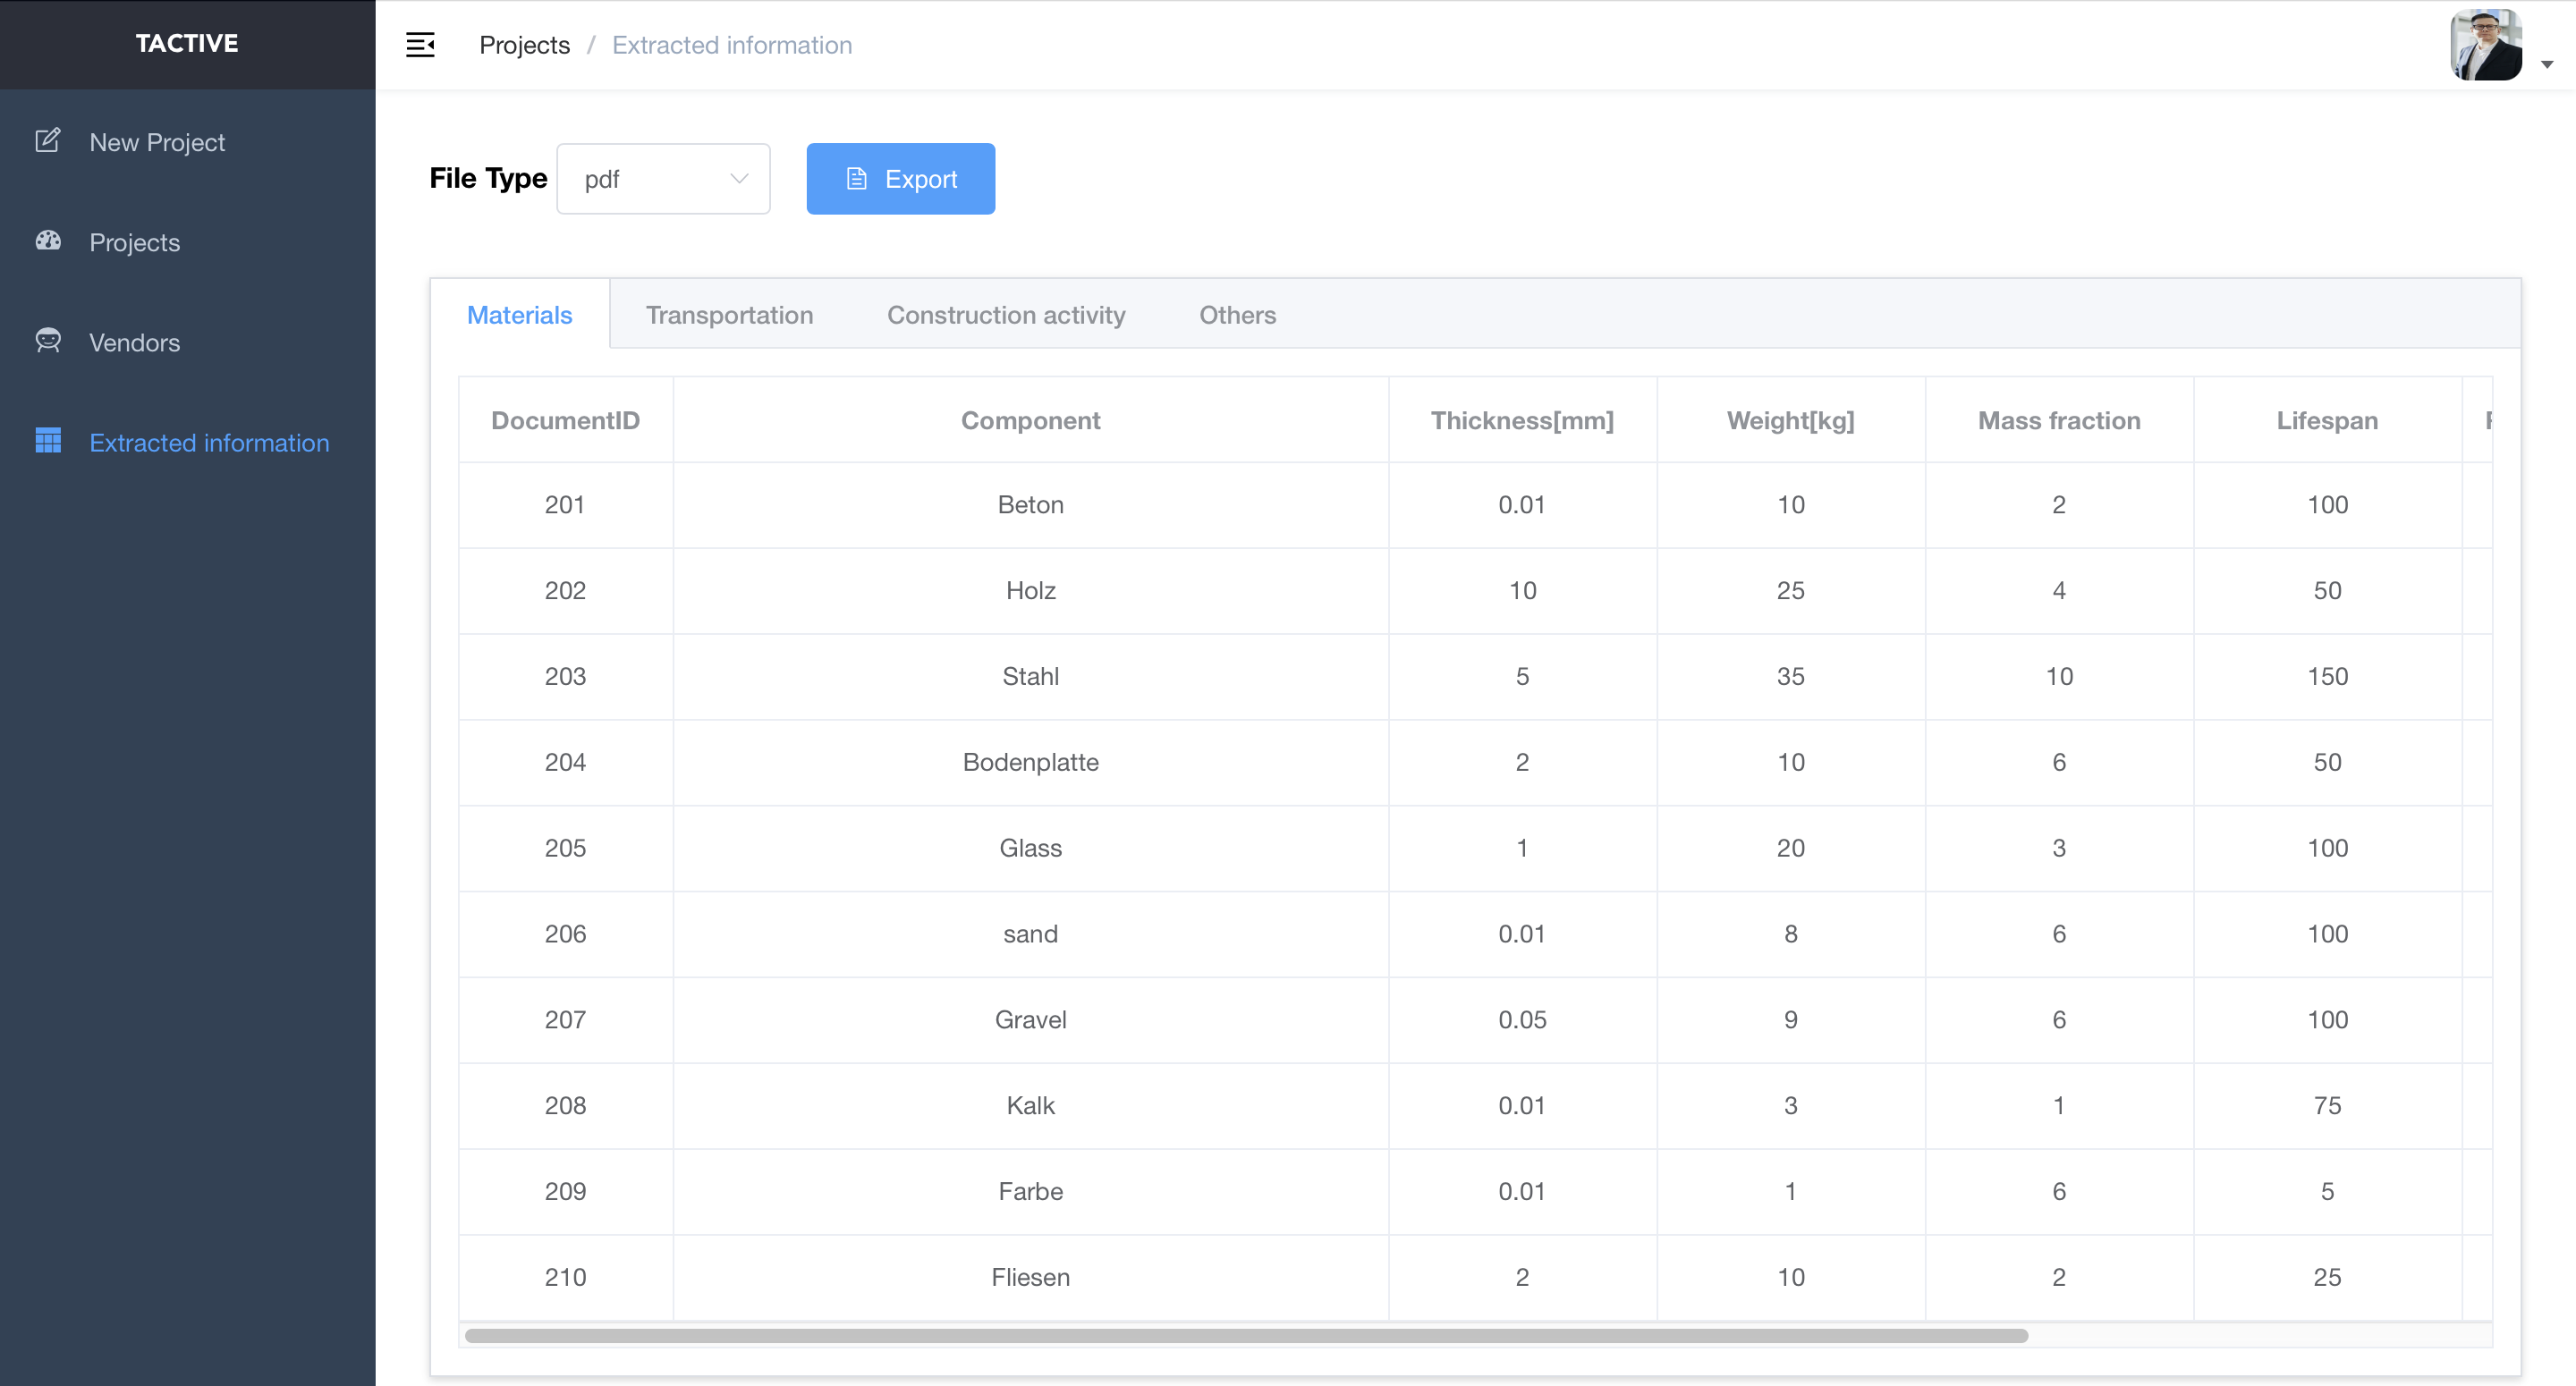 TACTIVE
Projects / Extracted information
New Project
Projects
Vendors
Extracted information
File Type pdf Export
Materials Transportation Construction activity Others
DocumentID Component Thickness[mm] Weight[kg] Mass fraction Lifespan
201 Beton 0.01 10 2 100
202 Holz 10 25 4 50
203 Stahl 5 35 10 150
204 Bodenplatte 2 10 6 50
205 Glass 1 20 3 100
206 sand 0.01 8 6 100
207 Gravel 0.05 9 6 100
208 Kalk 0.01 3 1 75
209 Farbe 0.01 1 6 5
210 Fliesen 2 10 2 25